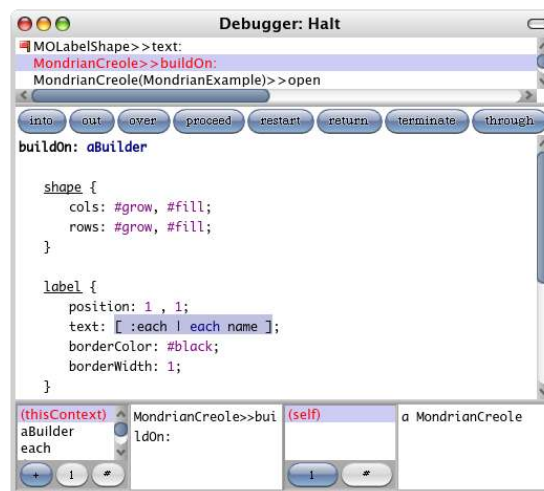 Debugger: Halt
MOLabelShape>>text:
MondrianCreole>>buildOn:
MondrianCreole(MondrianExample)>>open
into out over proceed restart return terminate through
buildOn: aBuilder
shape {
cols: #grow, #fill;
rows: #grow, #fill;
}
label {
position: 1 , 1;
text: [ :each | each name ];
borderColor: #black;
borderWidth: 1;
}
(thisContext)
aBuilder
each
+ 1 #
MondrianCreole>>bui
ldOn:
(self)
1 #
a MondrianCreole